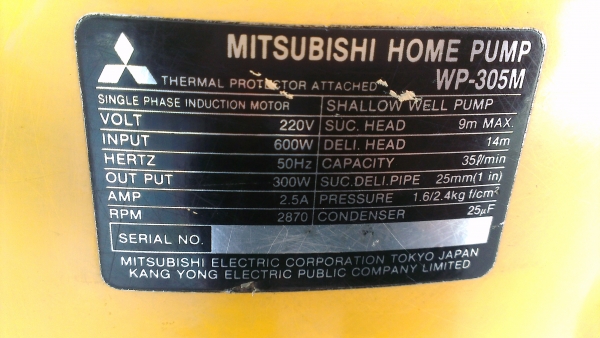 MITSUBISHI HOME PUMP
THERMAL PROTECTOR ATTACHED WP-305M
SINGLE PHASE INDUCTION MOTOR SHALLOW WELL PUMP
VOLT 220V SUC. HEAD 9m MAX.
INPUT 600W DELI. HEAD 14m
HERTZ 50Hz CAPACITY 35ℓ/min
OUT PUT 300W SUC.DELI.PIPE 25mm(1 in)
AMP 2.5A PRESSURE 1.6/2.4kg f/cm²
RPM 2870 CONDENSER 25μF
SERIAL NO.
MITSUBISHI ELECTRIC CORPORATION TOKYO JAPAN
KANG YONG ELECTRIC PUBLIC COMPANY LIMITED